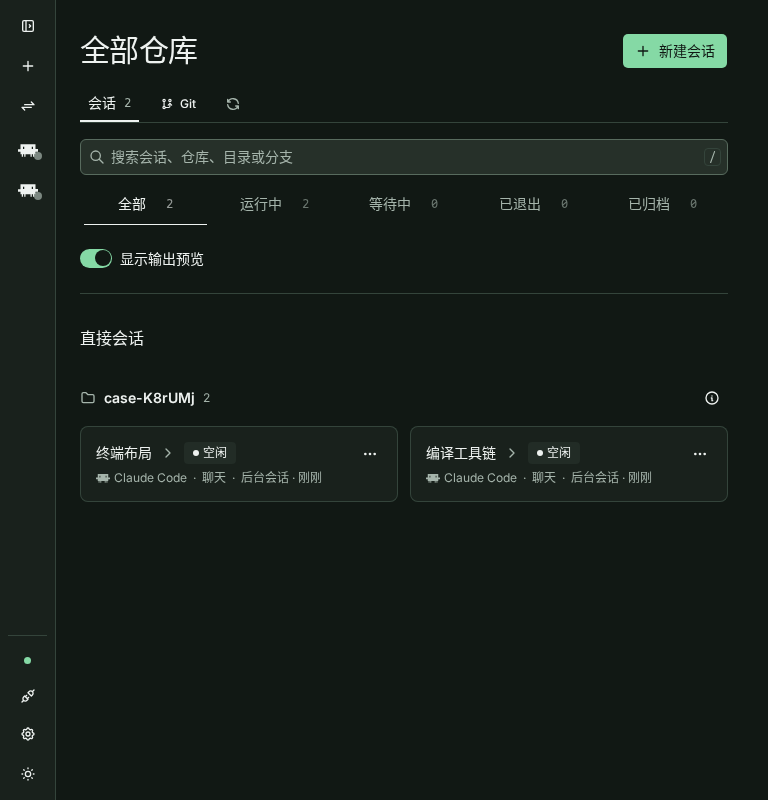 全部仓库
新建会话
会话 2 Git
搜索会话、仓库、目录或分支 /
全部 2 运行中 2 等待中 0 已退出 0 已归档 0
显示输出预览
直接会话
case-K8rUMj 2
终端布局 空闲
Claude Code · 聊天 · 后台会话 · 刚刚
编译工具链 空闲
Claude Code · 聊天 · 后台会话 · 刚刚